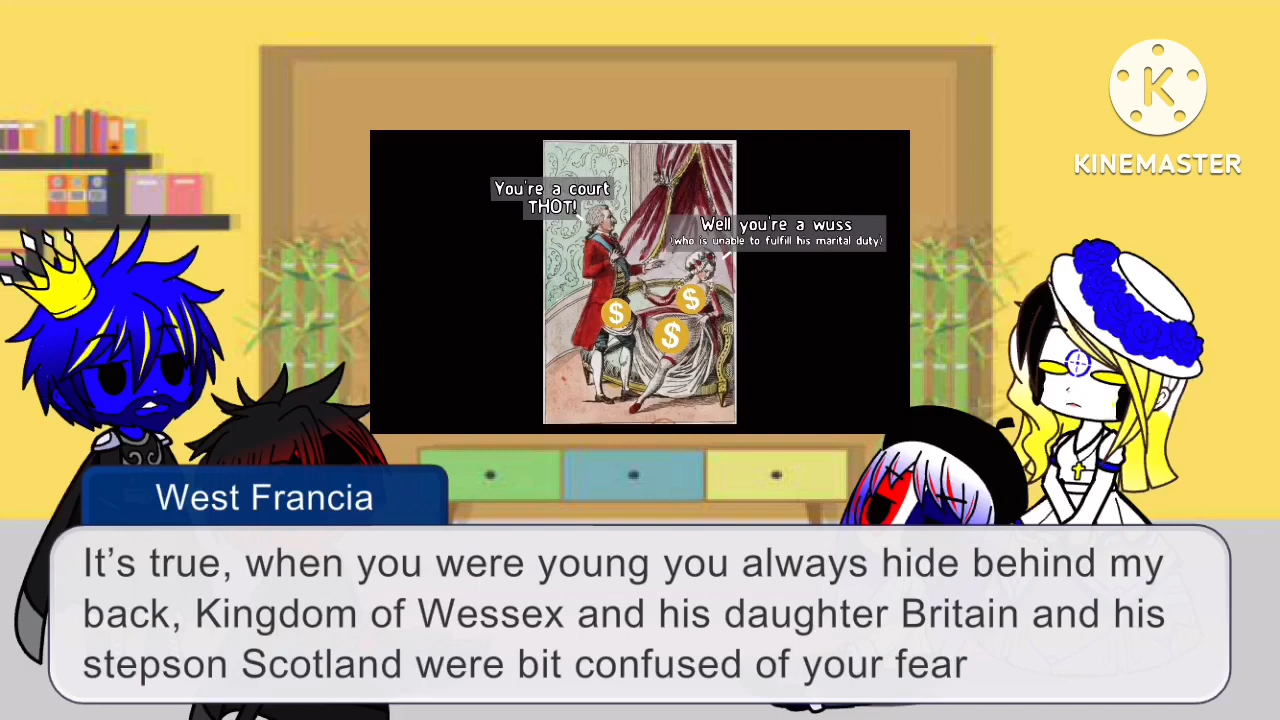 KINEMASTER
You're a court
THOT!
Well you're a wuss
(who is unable to fulfill his marital duty)
$
$
$
West Francia
It's true, when you were young you always hide behind my
back, Kingdom of Wessex and his daughter Britain and his
stepson Scotland were bit confused of your fear